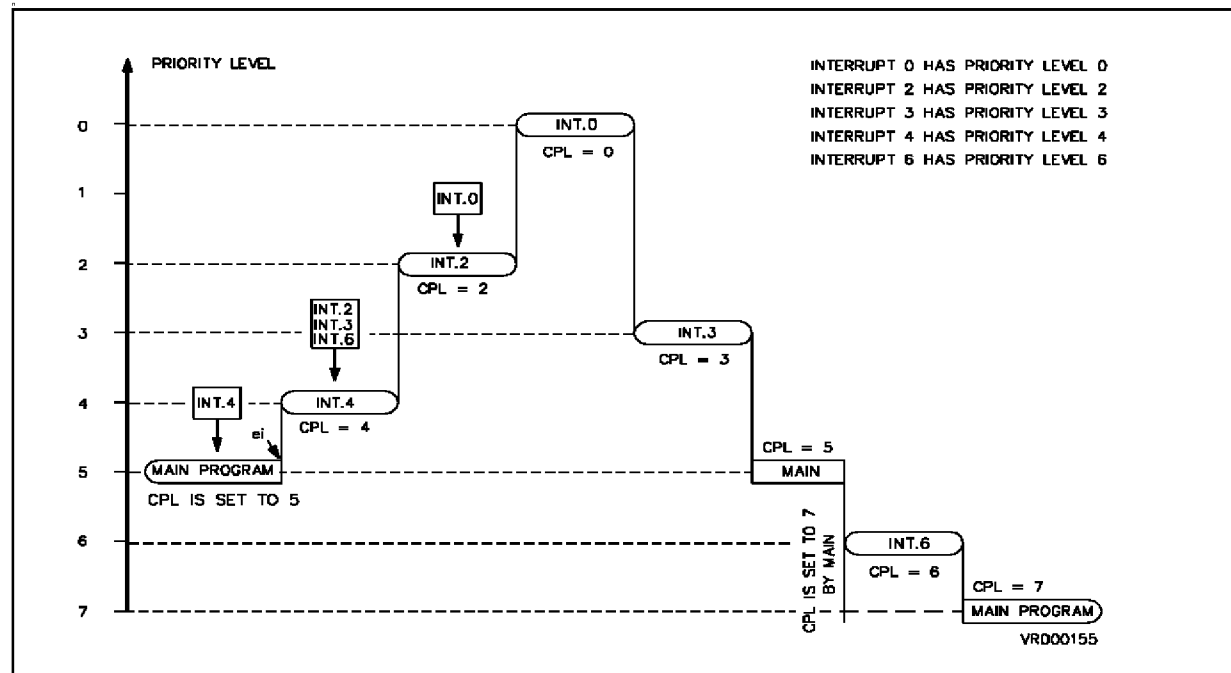 PRIORITY LEVEL
INTERRUPT 0 HAS PRIORITY LEVEL 0
INTERRUPT 2 HAS PRIORITY LEVEL 2
INTERRUPT 3 HAS PRIORITY LEVEL 3
INTERRUPT 4 HAS PRIORITY LEVEL 4
INTERRUPT 6 HAS PRIORITY LEVEL 6
0
INT.0
CPL = 0
1
INT.0
2
INT.2
CPL = 2
INT.2
INT.3
INT.6
3
INT.3
CPL = 3
4
INT.4
INT.4
CPL = 4
ei
5
MAIN PROGRAM
CPL IS SET TO 5
CPL = 5
MAIN
CPL IS SET TO 7
BY MAIN
6
INT.6
CPL = 6
7
CPL = 7
MAIN PROGRAM
VR000155